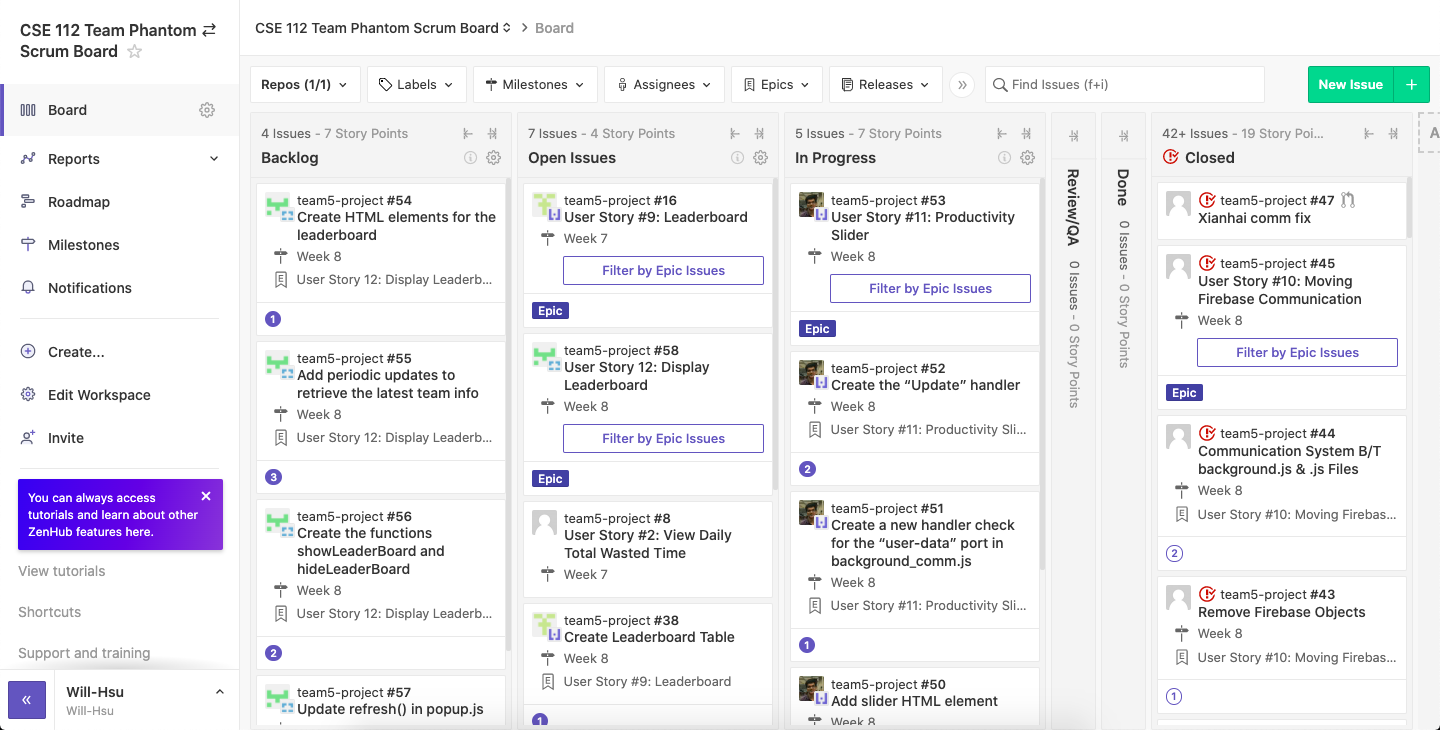 CSE 112 Team Phantom
Scrum Board
Board
Reports
Roadmap
Milestones
Notifications
Create...
Edit Workspace
Invite
You can always access
tutorials and learn about other
ZenHub features here.
View tutorials
Shortcuts
Support and training
«
Will-Hsu
Will-Hsu
CSE 112 Team Phantom Scrum Board > Board
Repos (1/1)
Labels
Milestones
Assignees
Epics
Releases
»
Find Issues (f+i)
New Issue +
4 Issues - 7 Story Points
Backlog
team5-project #54
Create HTML elements for the
leaderboard
Week 8
User Story 12: Display Leaderb...
1
team5-project #55
Add periodic updates to
retrieve the latest team info
Week 8
User Story 12: Display Leaderb...
3
team5-project #56
Create the functions
showLeaderBoard and
hideLeaderBoard
Week 8
User Story 12: Display Leaderb...
2
team5-project #57
Update refresh() in popup.js
7 Issues - 4 Story Points
Open Issues
team5-project #16
User Story #9: Leaderboard
Week 7
Filter by Epic Issues
Epic
team5-project #58
User Story 12: Display
Leaderboard
Week 8
Filter by Epic Issues
Epic
team5-project #8
User Story #2: View Daily
Total Wasted Time
Week 7
team5-project #38
Create Leaderboard Table
Week 8
User Story #9: Leaderboard
1
5 Issues - 7 Story Points
In Progress
team5-project #53
User Story #11: Productivity
Slider
Week 8
Filter by Epic Issues
Epic
team5-project #52
Create the “Update” handler
Week 8
User Story #11: Productivity Sli...
2
team5-project #51
Create a new handler check
for the “user-data” port in
background_comm.js
Week 8
User Story #11: Productivity Sli...
1
team5-project #50
Add slider HTML element
Week 8
Review/QA 0 Issues - 0 Story Points
Done 0 Issues - 0 Story Points
42+ Issues - 19 Story Poi...
Closed
team5-project #47
Xianhai comm fix
team5-project #45
User Story #10: Moving
Firebase Communication
Week 8
Filter by Epic Issues
Epic
team5-project #44
Communication System B/T
background.js & .js Files
Week 8
User Story #10: Moving Firebas...
2
team5-project #43
Remove Firebase Objects
Week 8
User Story #10: Moving Firebas...
1